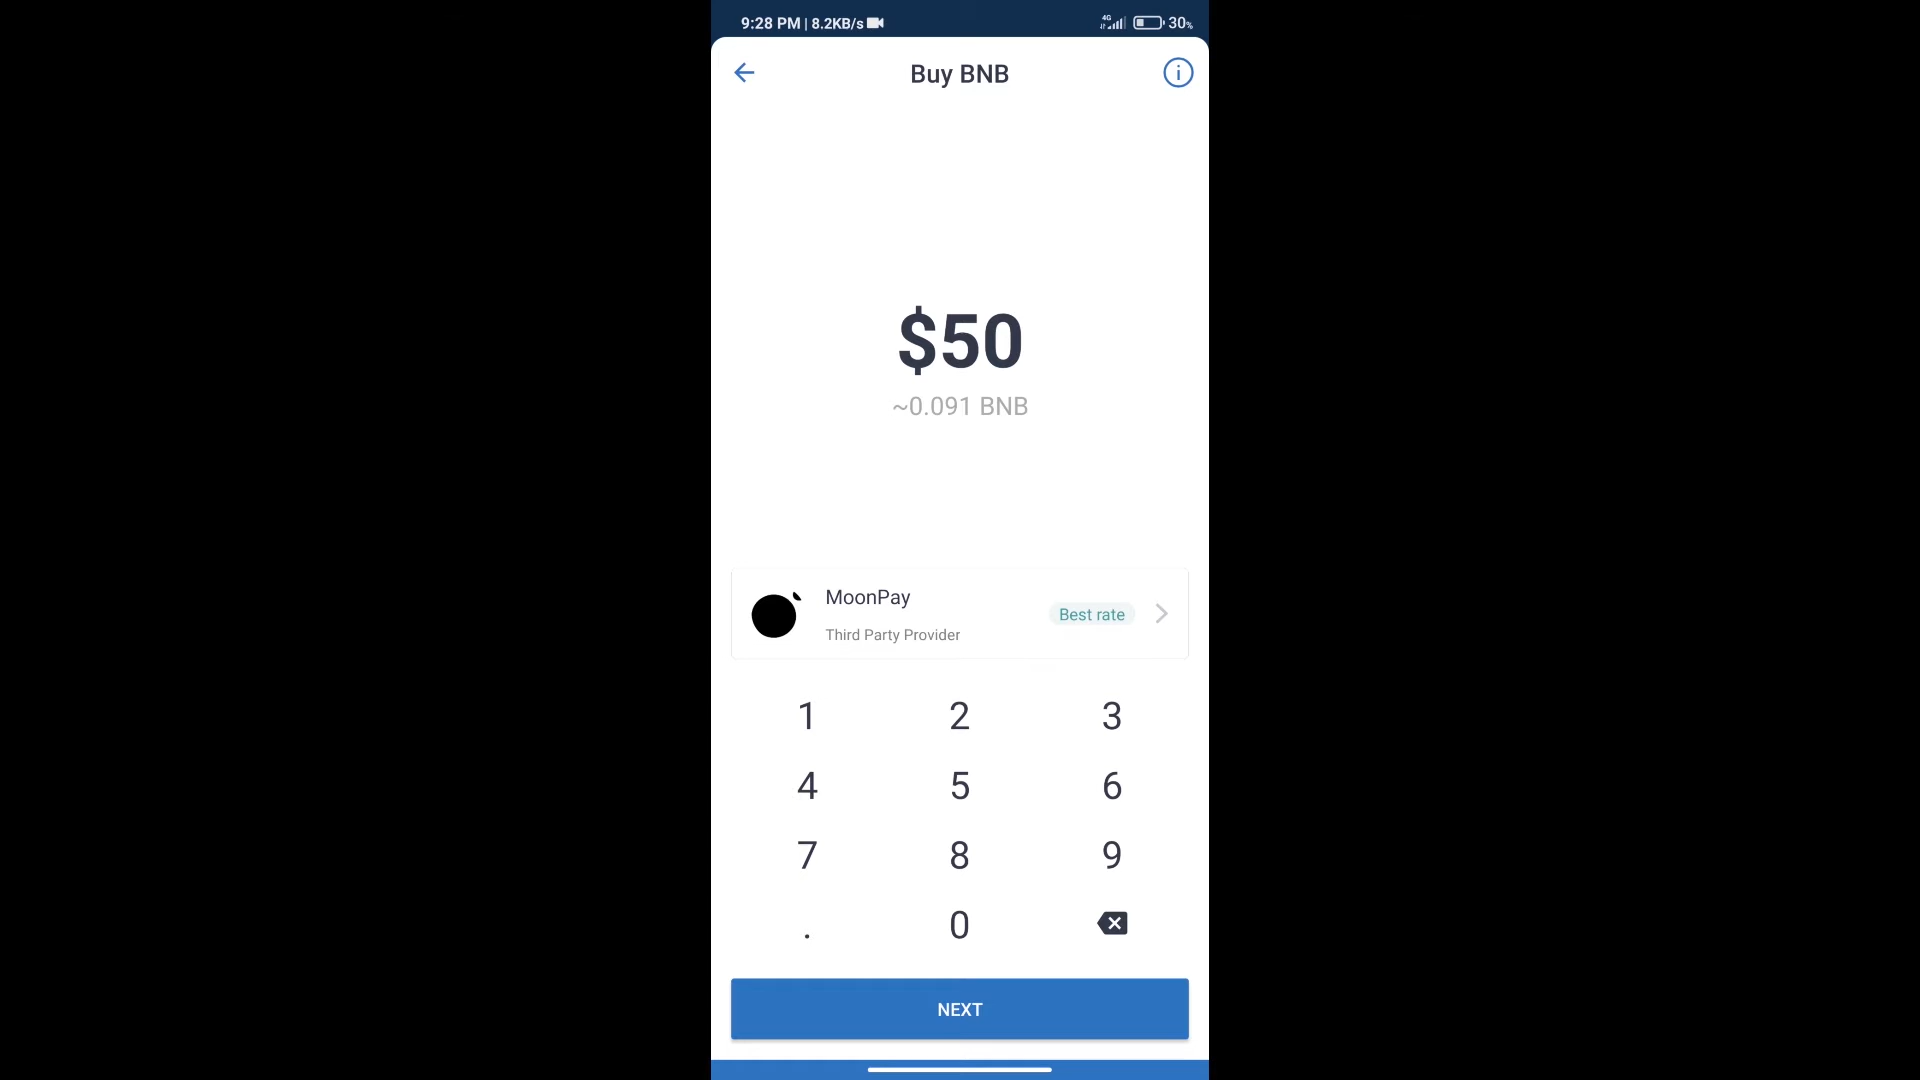 9:28 PM | 8.2KB/s 4G 30%
Buy BNB
$50
~0.091 BNB
MoonPay
Third Party Provider
Best rate
1 2 3
4 5 6
7 8 9
. 0
NEXT